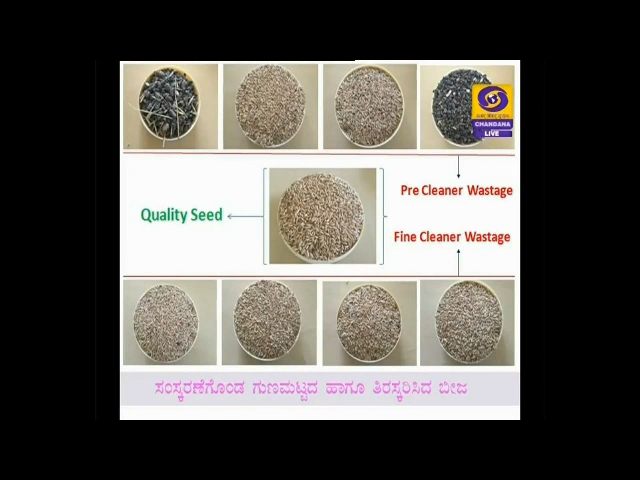 CHANDANA
LIVE
Pre Cleaner Wastage
Quality Seed
Fine Cleaner Wastage
ಸಂಸ್ಕರಣೆಗೊಂಡ ಗುಣಮಟ್ಟದ ಹಾಗೂ ತಿರಸ್ಕರಿಸಿದ ಬೀಜ